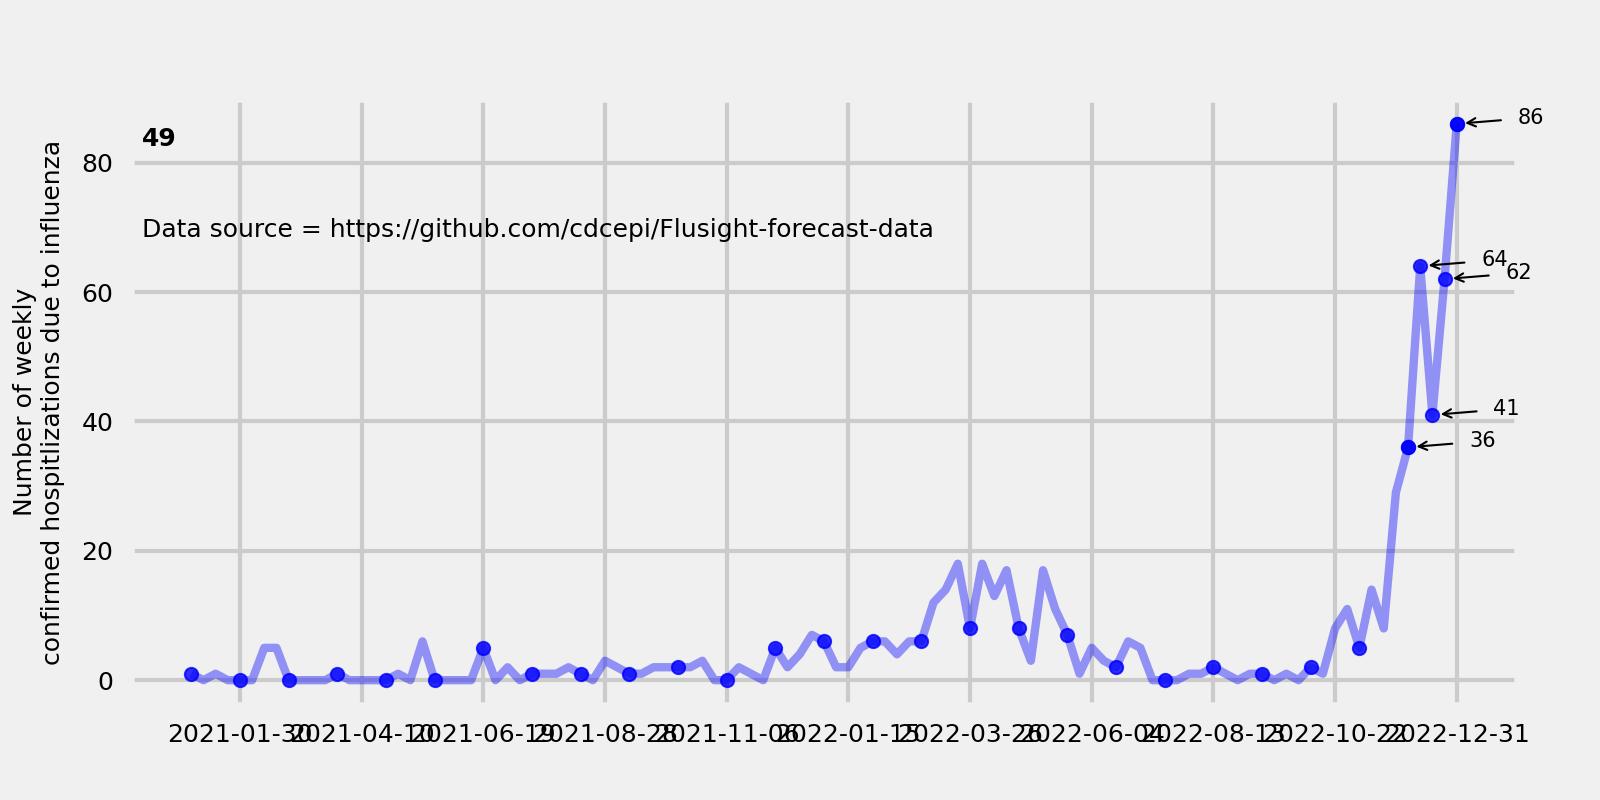 86
49
80
Data source = https://github.com/cdcepi/Flusight-forecast-data
64
62
60
41
40
36
20
0
Number of weekly
confirmed hospitlizations due to influenza
2021-01-30 2021-04-10 2021-06-19 2021-08-28 2021-11-06 2022-01-15 2022-03-26 2022-06-04 2022-08-13 2022-10-22 2022-12-31